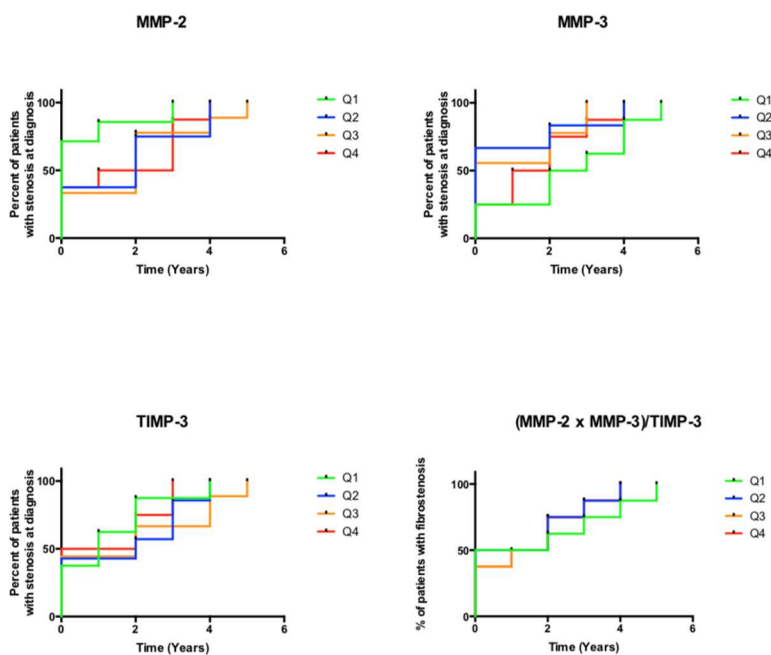 MMP-2
Percent of patients
with stenosis at diagnosis
100
50
0
0 2 4 6
Time (Years)
Q1
Q2
Q3
Q4
MMP-3
Percent of patients
with stenosis at diagnosis
100
50
0
0 2 4 6
Time (Years)
Q1
Q2
Q3
Q4
TIMP-3
Percent of patients
with stenosis at diagnosis
100
50
0
0 2 4 6
Time (Years)
Q1
Q2
Q3
Q4
(MMP-2 x MMP-3)/TIMP-3
% of patients with fibrostenosis
100
50
0
0 2 4 6
Time (Years)
Q1
Q2
Q3
Q4